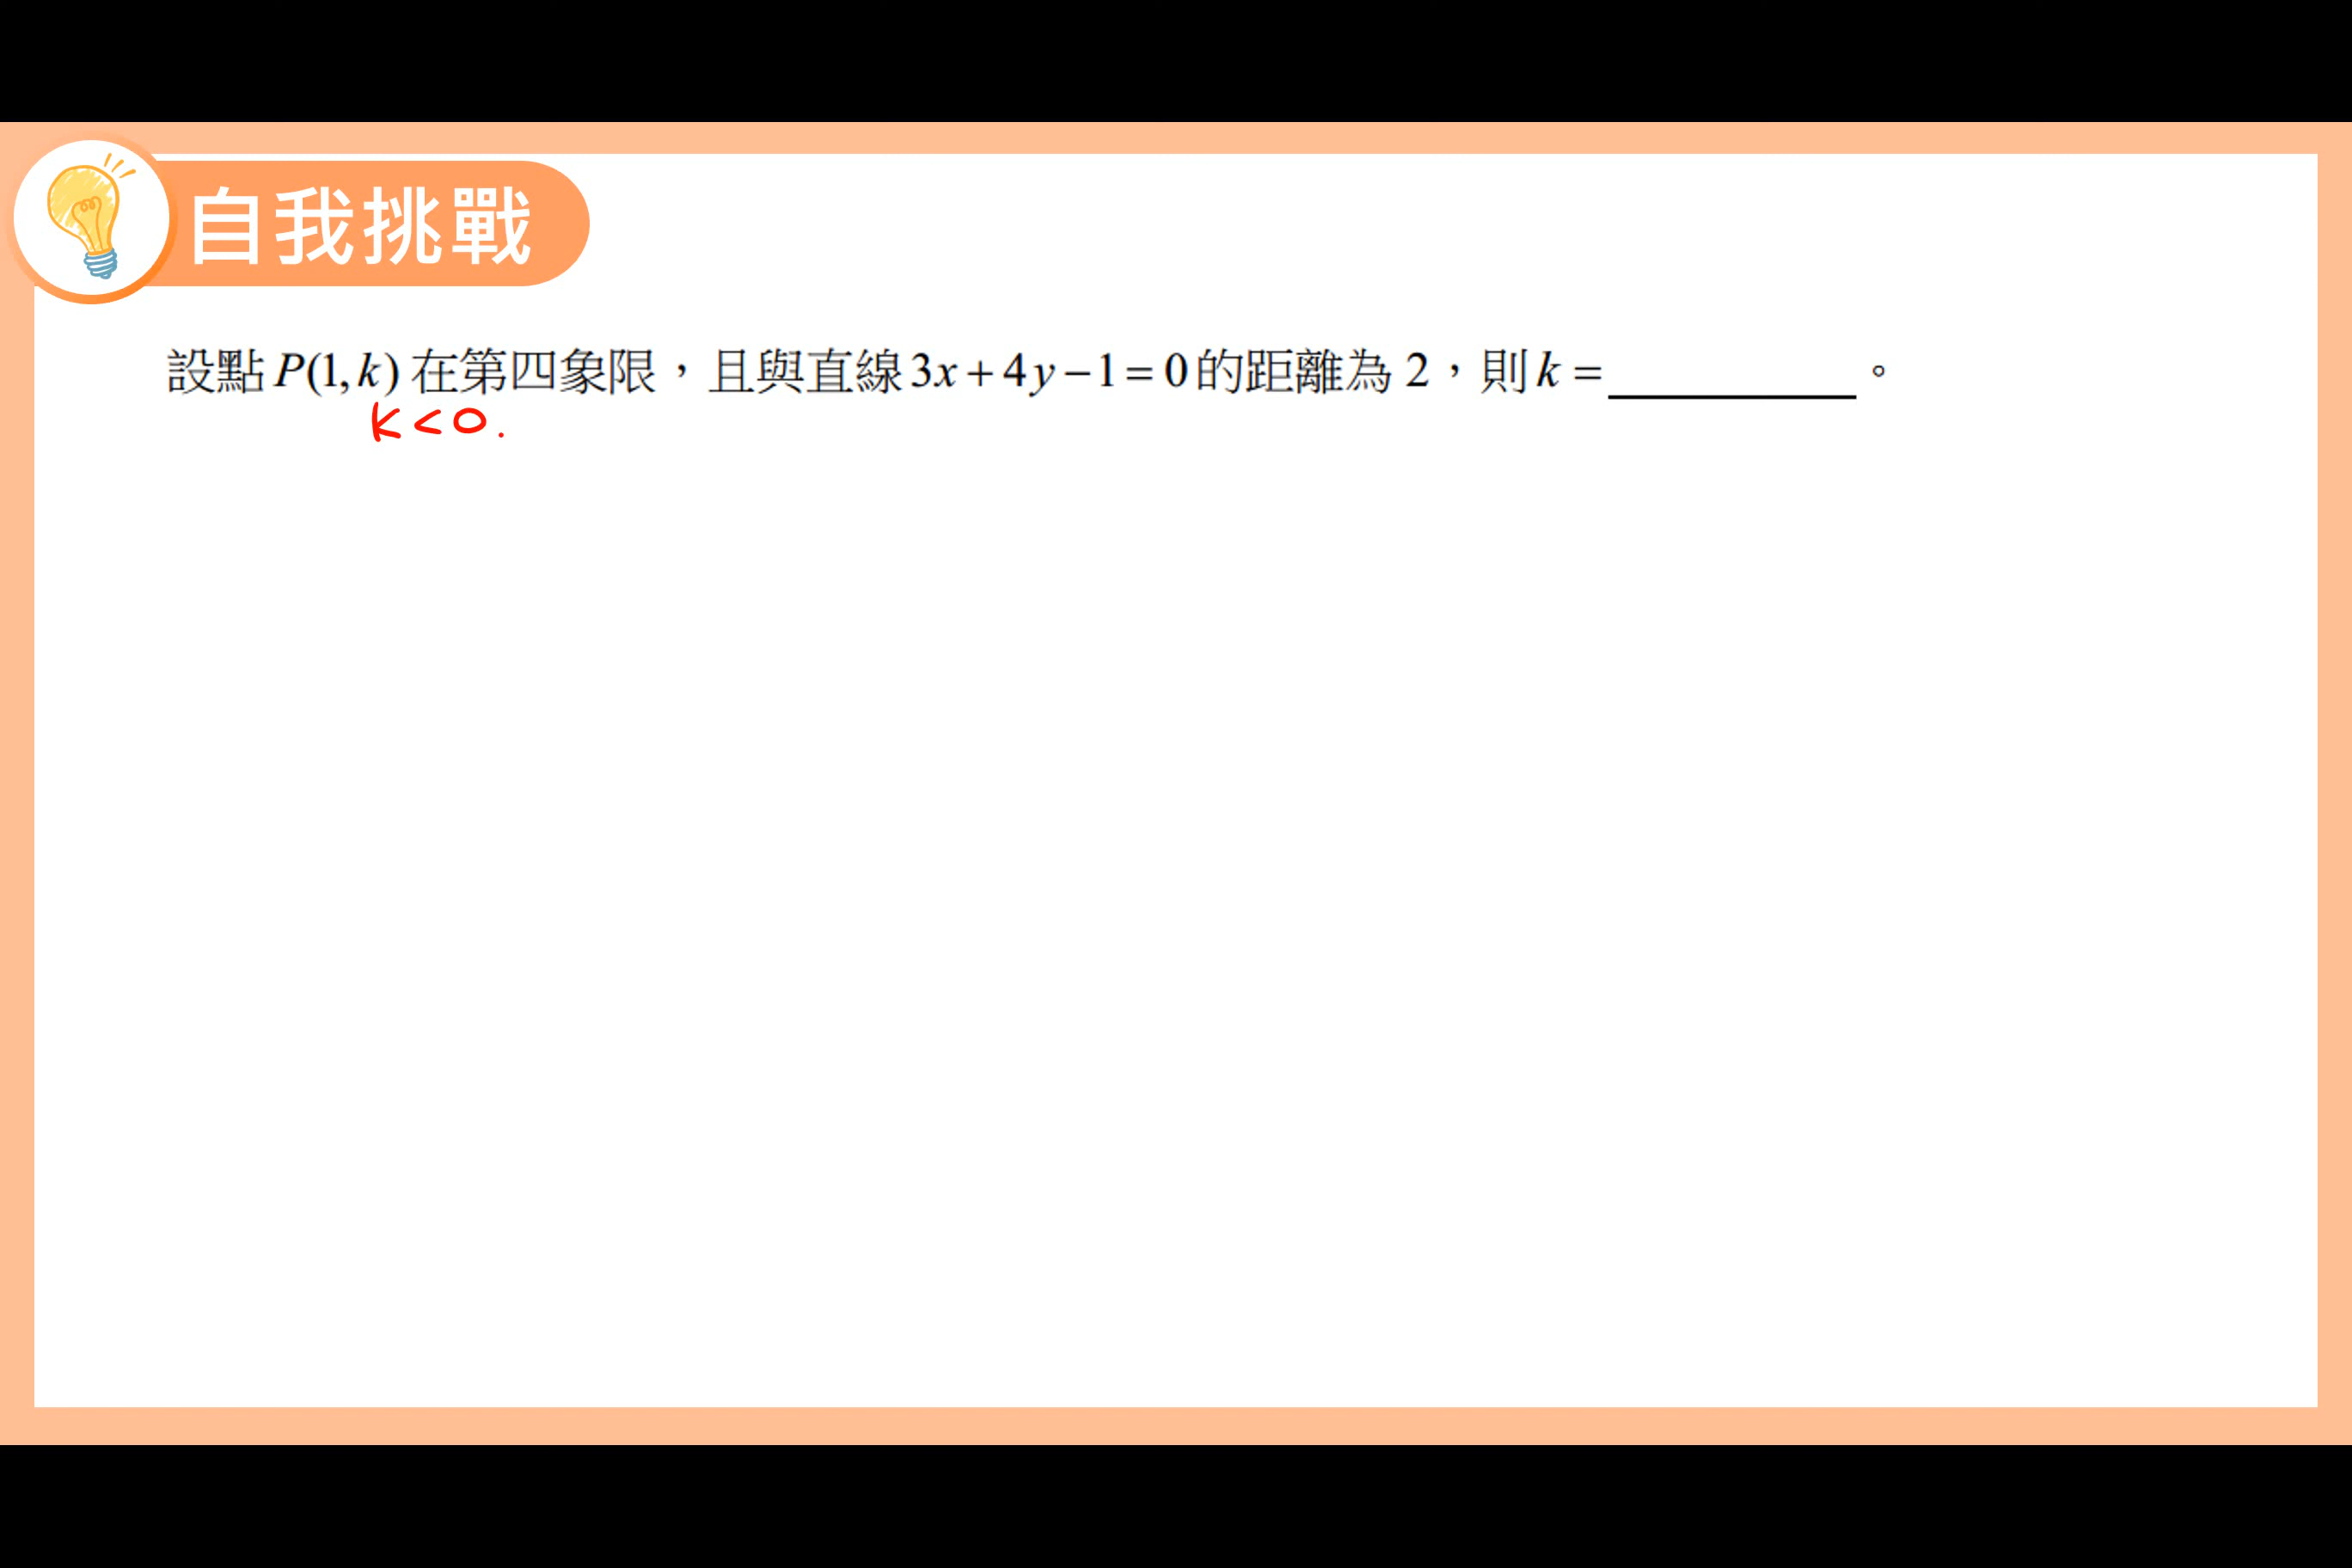 自我挑戰
設點 P(1, k) 在第四象限，且與直線 3x + 4y − 1 = 0 的距離為 2，則 k = __________。
k < 0.